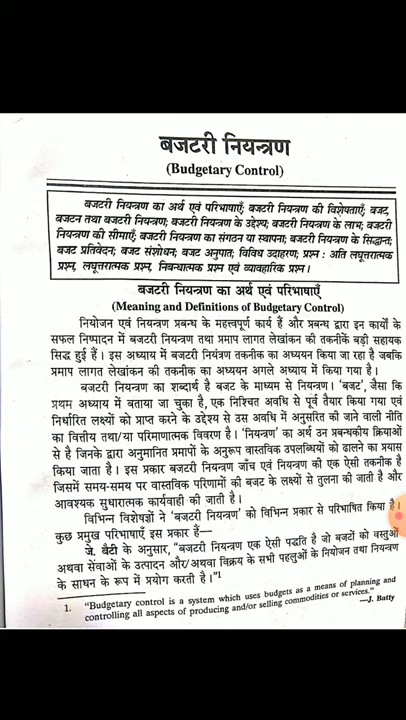 बजटरी नियन्त्रण
(Budgetary Control)
बजटरी नियन्त्रण का अर्थ एवं परिभाषाएँ; बजटरी नियन्त्रण की विशेषताएँ; बजट,
बजटन तथा बजटरी नियन्त्रण; बजटरी नियन्त्रण के उद्देश्य; बजटरी नियन्त्रण के लाभ; बजटरी
नियन्त्रण की सीमाएँ; बजटरी नियन्त्रण का संगठन या स्थापना; बजटरी नियन्त्रण के सिद्धान्त;
बजट प्रतिवेदन; बजट संशोधन; बजट अनुपात; विविध उदाहरण; प्रश्न : अति लघूत्तरात्मक
प्रश्न, लघूत्तरात्मक प्रश्न, निबन्धात्मक प्रश्न एवं व्यावहारिक प्रश्न।
बजटरी नियन्त्रण का अर्थ एवं परिभाषाएँ
(Meaning and Definitions of Budgetary Control)
नियोजन एवं नियन्त्रण प्रबन्ध के महत्त्वपूर्ण कार्य हैं और प्रबन्ध द्वारा इन कार्यों के
सफल निष्पादन में बजटरी नियन्त्रण तथा प्रमाप लागत लेखांकन की तकनीकें बड़ी सहायक
सिद्ध हुई हैं। इस अध्याय में बजटरी नियंत्रण तकनीक का अध्ययन किया जा रहा है जबकि
प्रमाप लागत लेखांकन की तकनीक का अध्ययन अगले अध्याय में किया गया है।
बजटरी नियन्त्रण का शब्दार्थ है बजट के माध्यम से नियन्त्रण। 'बजट', जैसा कि
प्रथम अध्याय में बताया जा चुका है, एक निश्चित अवधि से पूर्व तैयार किया गया एवं
निर्धारित लक्ष्यों को प्राप्त करने के उद्देश्य से उस अवधि में अनुसरित की जाने वाली नीति
का वित्तीय तथा/या परिमाणात्मक विवरण है। 'नियन्त्रण' का अर्थ उन प्रबन्धकीय क्रियाओं
से है जिनके द्वारा अनुमानित प्रमापों के अनुरूप वास्तविक उपलब्धियों को ढालने का प्रयास
किया जाता है। इस प्रकार बजटरी नियन्त्रण जाँच एवं नियन्त्रण की एक ऐसी तकनीक है
जिसमें समय-समय पर वास्तविक परिणामों की बजट के लक्ष्यों से तुलना की जाती है और
आवश्यक सुधारात्मक कार्यवाही की जाती है।
विभिन्न विशेषज्ञों ने 'बजटरी नियन्त्रण' को विभिन्न प्रकार से परिभाषित किया है।
कुछ प्रमुख परिभाषाएँ इस प्रकार हैं—
जे. बैटी के अनुसार, "बजटरी नियन्त्रण एक ऐसी पद्धति है जो बजटों को वस्तुओं
अथवा सेवाओं के उत्पादन और/अथवा विक्रय के सभी पहलुओं के नियोजन तथा नियन्त्रण
के साधन के रूप में प्रयोग करती है।"1
1. "Budgetary control is a system which uses budgets as a means of planning and
controlling all aspects of producing and/or selling commodities or services."
—J. Batty